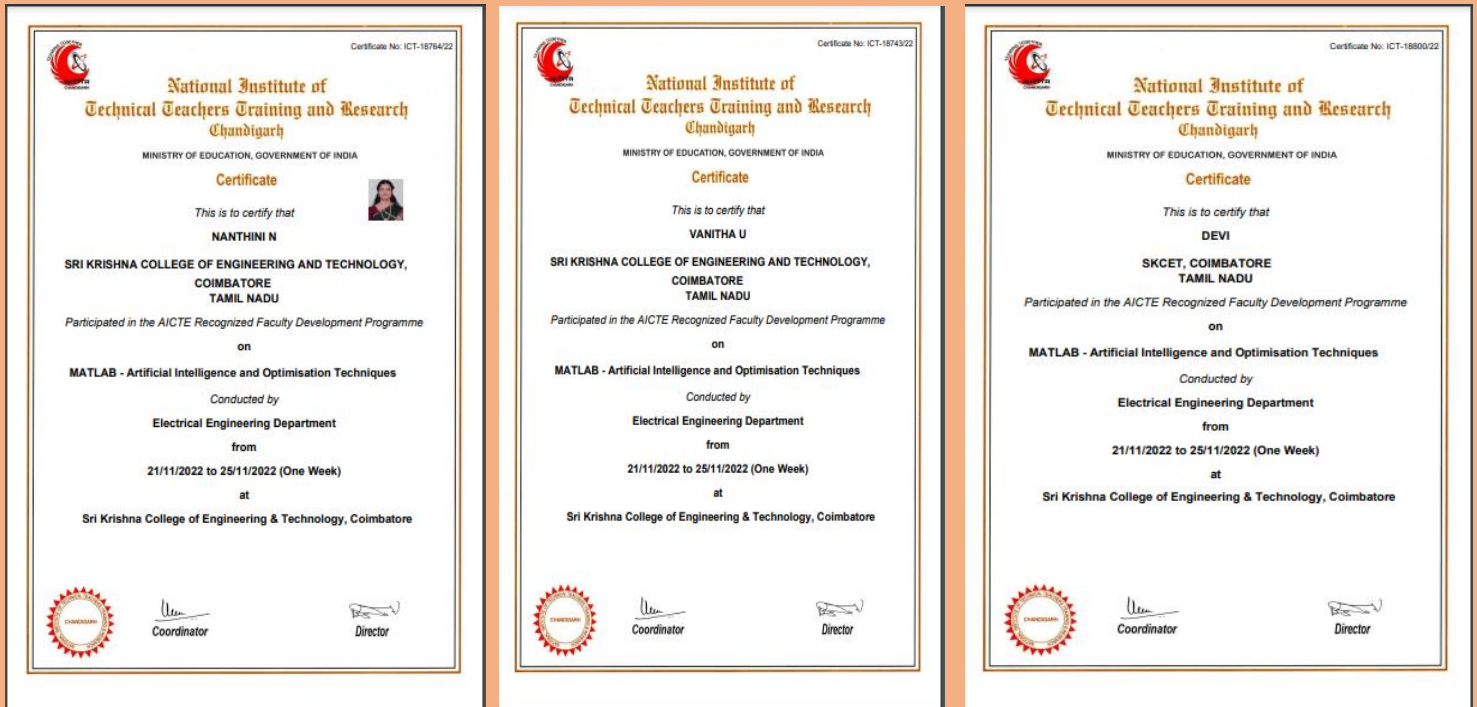 Certificate No: ICT-18764/22
National Institute of
Technical Teachers Training and Research
Chandigarh
MINISTRY OF EDUCATION, GOVERNMENT OF INDIA
Certificate
This is to certify that
NANTHINI N
SRI KRISHNA COLLEGE OF ENGINEERING AND TECHNOLOGY,
COIMBATORE
TAMIL NADU
Participated in the AICTE Recognized Faculty Development Programme
on
MATLAB - Artificial Intelligence and Optimisation Techniques
Conducted by
Electrical Engineering Department
from
21/11/2022 to 25/11/2022 (One Week)
at
Sri Krishna College of Engineering & Technology, Coimbatore
CHANDIGARH
Coordinator
Director
Certificate No: ICT-18743/22
National Institute of
Technical Teachers Training and Research
Chandigarh
MINISTRY OF EDUCATION, GOVERNMENT OF INDIA
Certificate
This is to certify that
VANITHA U
SRI KRISHNA COLLEGE OF ENGINEERING AND TECHNOLOGY,
COIMBATORE
TAMIL NADU
Participated in the AICTE Recognized Faculty Development Programme
on
MATLAB - Artificial Intelligence and Optimisation Techniques
Conducted by
Electrical Engineering Department
from
21/11/2022 to 25/11/2022 (One Week)
at
Sri Krishna College of Engineering & Technology, Coimbatore
CHANDIGARH
Coordinator
Director
Certificate No: ICT-18800/22
National Institute of
Technical Teachers Training and Research
Chandigarh
MINISTRY OF EDUCATION, GOVERNMENT OF INDIA
Certificate
This is to certify that
DEVI
SKCET, COIMBATORE
TAMIL NADU
Participated in the AICTE Recognized Faculty Development Programme
on
MATLAB - Artificial Intelligence and Optimisation Techniques
Conducted by
Electrical Engineering Department
from
21/11/2022 to 25/11/2022 (One Week)
at
Sri Krishna College of Engineering & Technology, Coimbatore
CHANDIGARH
Coordinator
Director